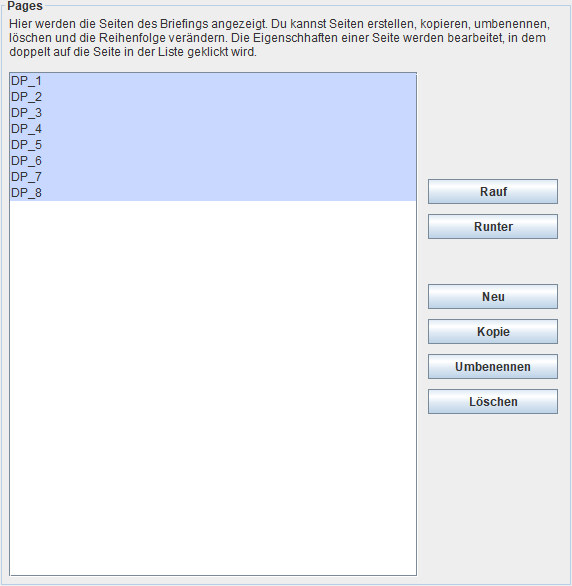 Pages
Hier werden die Seiten des Briefings angezeigt. Du kannst Seiten erstellen, kopieren, umbenennen,
löschen und die Reihenfolge verändern. Die Eigenschhaften einer Seite werden bearbeitet, in dem
doppelt auf die Seite in der Liste geklickt wird.
DP_1
DP_2
DP_3
DP_4
DP_5
DP_6
DP_7
DP_8
Rauf
Runter
Neu
Kopie
Umbenennen
Löschen